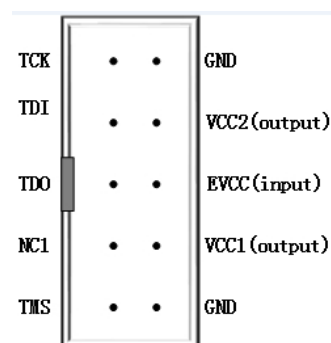 TCK GND
TDI VCC2(output)
TDO EVCC(input)
NC1 VCC1(output)
TMS GND